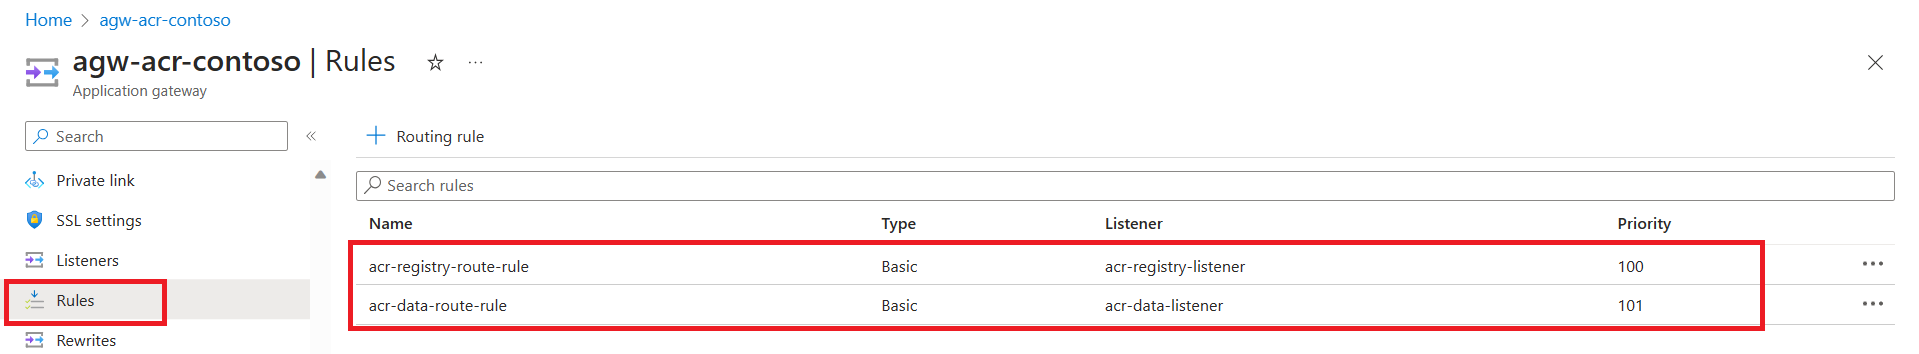 Home > agw-acr-contoso
agw-acr-contoso | Rules ☆ ···
Application gateway
Search «
Private link
SSL settings
Listeners
Rules
Rewrites
+ Routing rule
Search rules
Name Type Listener Priority
acr-registry-route-rule Basic acr-registry-listener 100 ···
acr-data-route-rule Basic acr-data-listener 101 ···